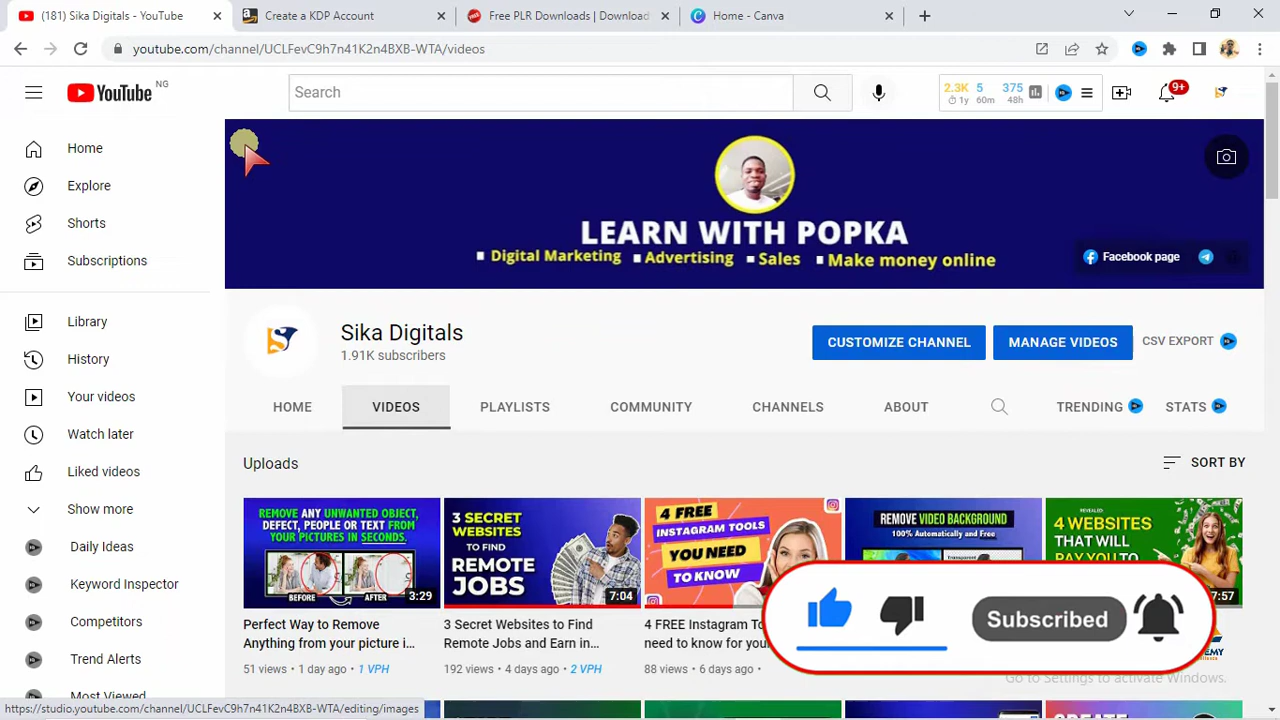 (181) Sika Digitals - YouTube
Create a KDP Account
Free PLR Downloads | Download
Home - Canva
youtube.com/channel/UCLFevC9h7n41K2n4BXB-WTA/videos
YouTube NG
Search
2.3K 5 375
1y 60m 48h
9+
Home
Explore
Shorts
Subscriptions
Library
History
Your videos
Watch later
Liked videos
Show more
Daily Ideas
Keyword Inspector
Competitors
Trend Alerts
Most Viewed
LEARN WITH POPKA
Digital Marketing Advertising Sales Make money online
Facebook page
Sika Digitals
1.91K subscribers
CUSTOMIZE CHANNEL
MANAGE VIDEOS
CSV EXPORT
HOME VIDEOS PLAYLISTS COMMUNITY CHANNELS ABOUT TRENDING STATS
Uploads
SORT BY
REMOVE ANY UNWANTED OBJECT,
DEFECT, PEOPLE OR TEXT FROM
YOUR PICTURES IN SECONDS.
BEFORE AFTER
3:29
Perfect Way to Remove
Anything from your picture i...
51 views • 1 day ago • 1 VPH
3 SECRET
WEBSITES
TO FIND
REMOTE
JOBS
7:04
3 Secret Websites to Find
Remote Jobs and Earn in...
192 views • 4 days ago • 2 VPH
4 FREE
INSTAGRAM TOOLS
YOU NEED
TO KNOW
4 FREE Instagram To
need to know for you
88 views • 6 days ago •
REMOVE VIDEO BACKGROUND
100% Automatically and Free
REVEALED
4 WEBSITES
THAT WILL
PAY YOU TO
7:57
Subscribed
Go to Settings to activate Windows.
https://studio.youtube.com/channel/UCLFevC9h7n41K2n4BXB-WTA/editing/images